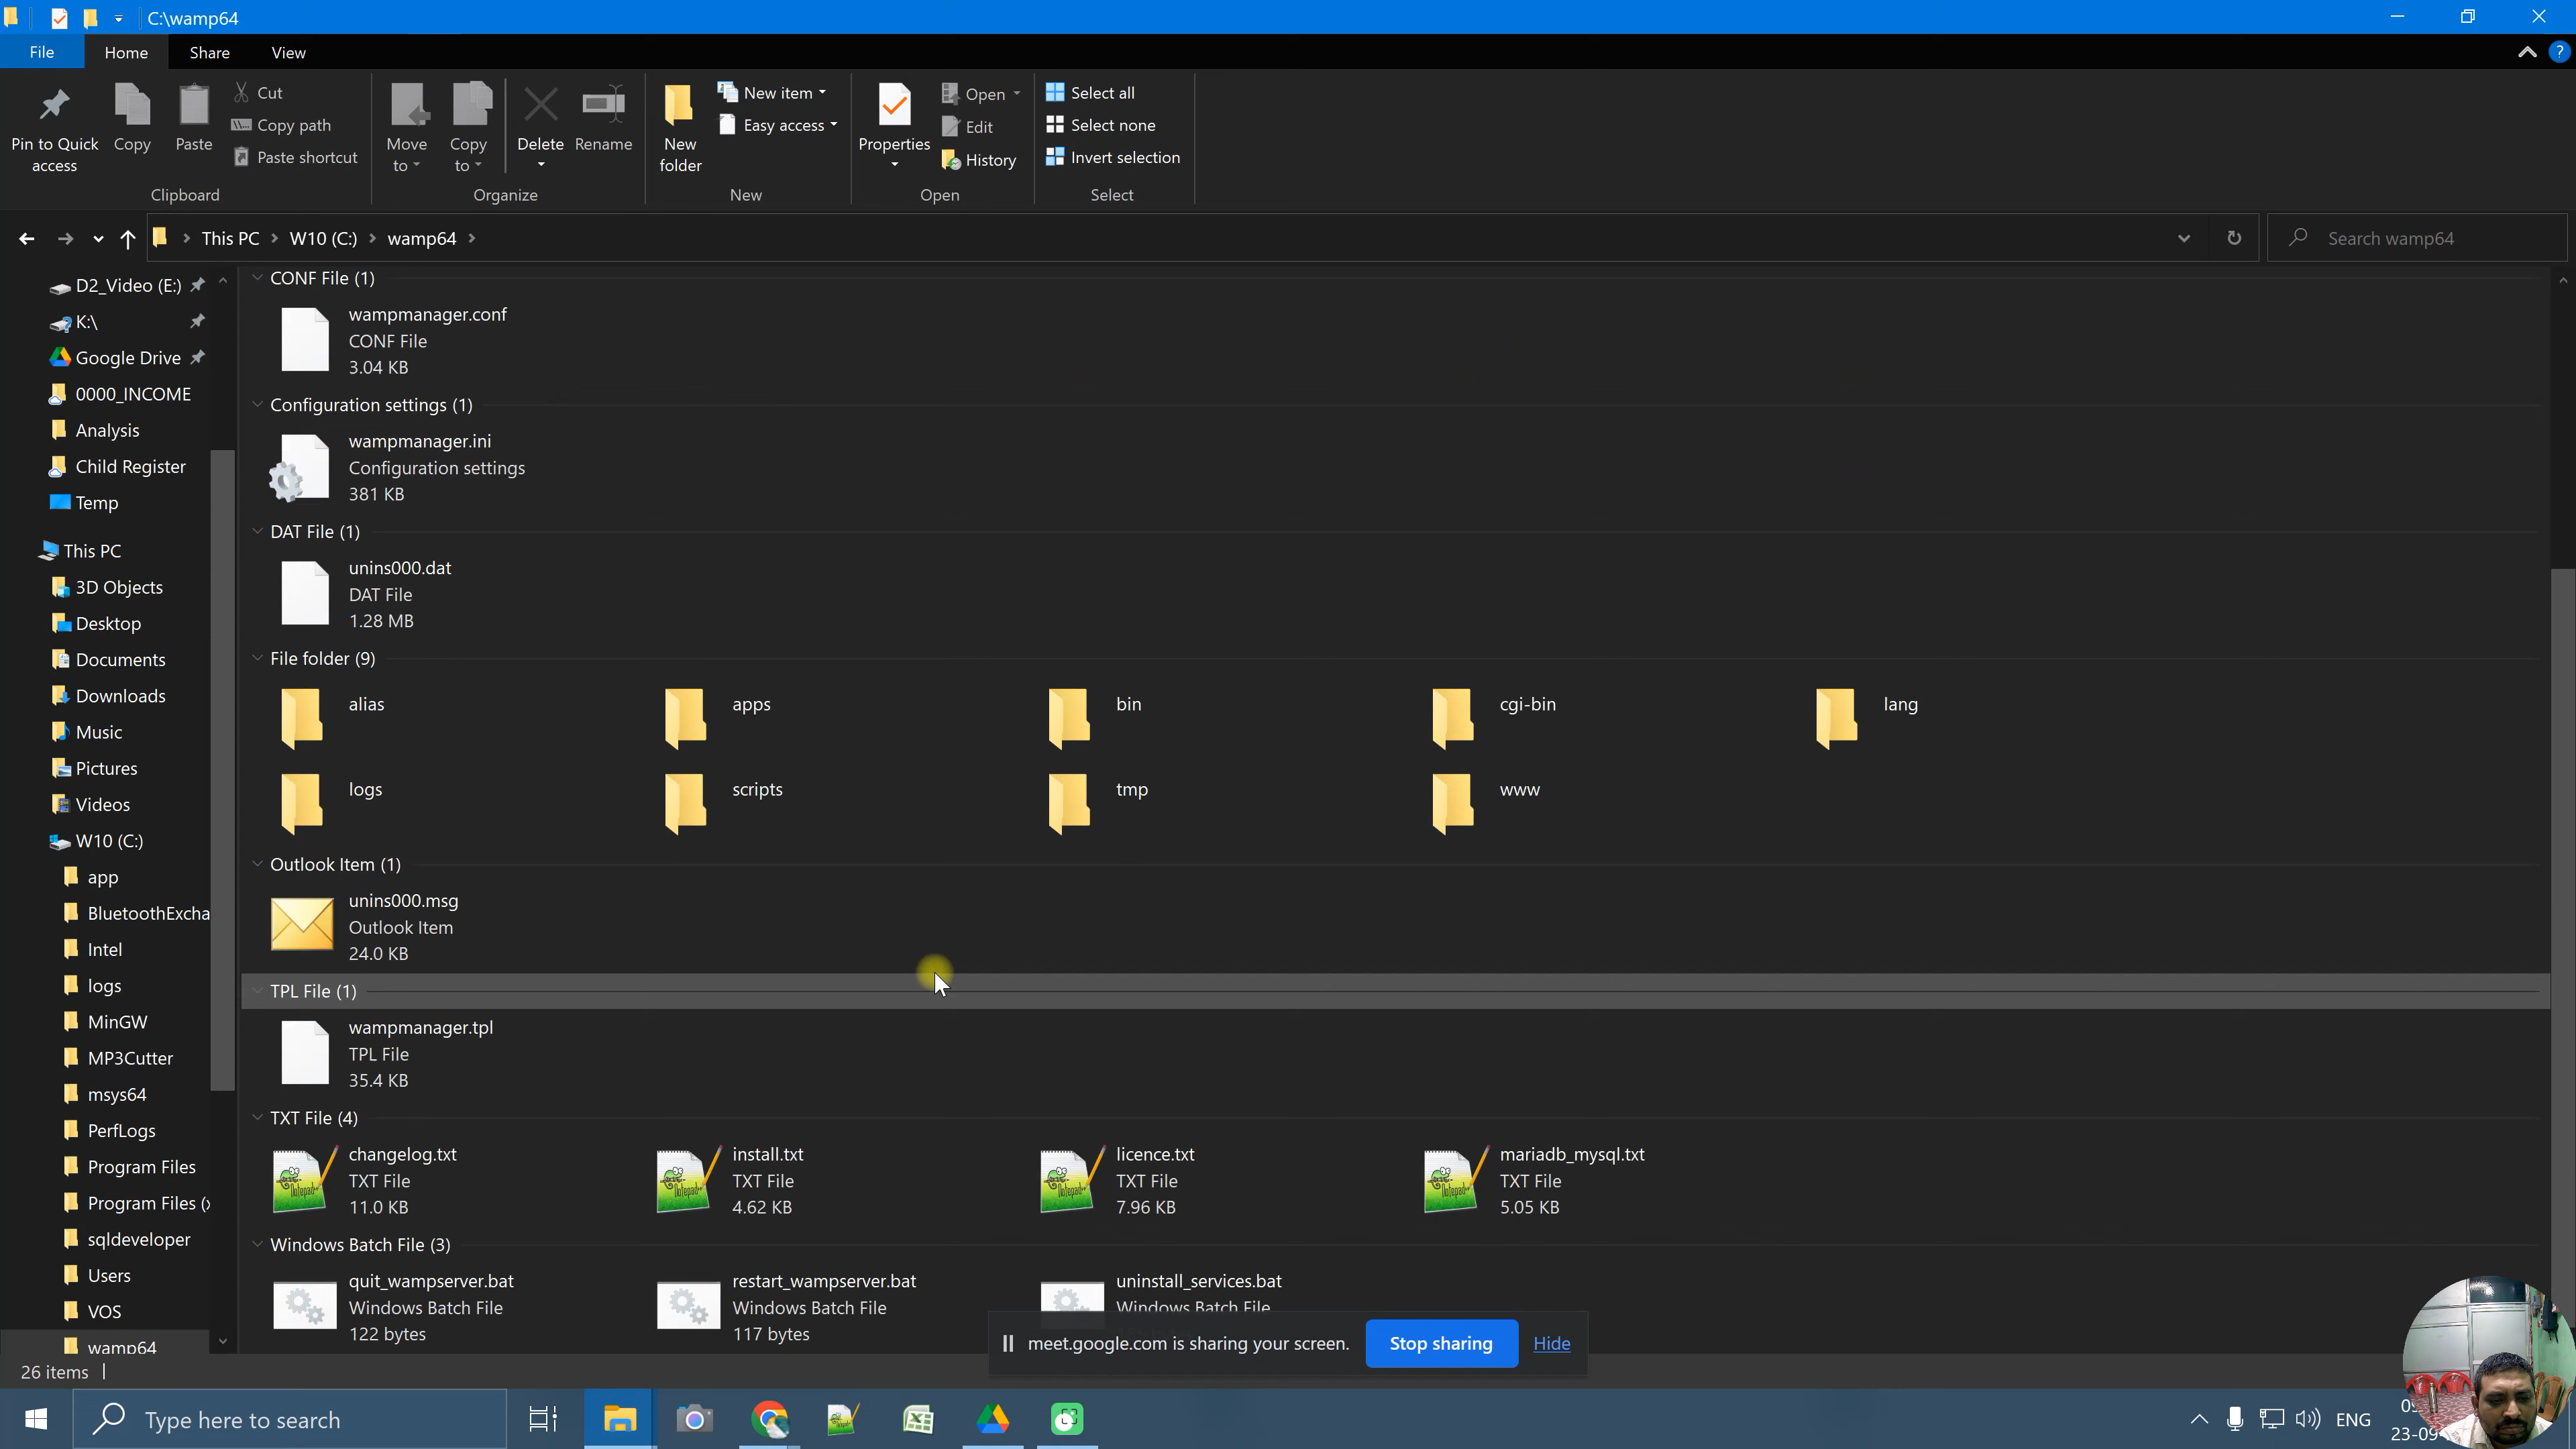 C:\wamp64
File
Home
Share
View
Pin to Quick access
Copy
Paste
Cut
Copy path
Paste shortcut
Clipboard
Move to
Copy to
Delete
Rename
Organize
New folder
New item
Easy access
New
Properties
Open
Edit
History
Open
Select all
Select none
Invert selection
Select
This PC
W10 (C:)
wamp64
Search wamp64
D2_Video (E:)
K:\
Google Drive
0000_INCOME
Analysis
Child Register
Temp
This PC
3D Objects
Desktop
Documents
Downloads
Music
Pictures
Videos
W10 (C:)
app
BluetoothExcha
Intel
logs
MinGW
MP3Cutter
msys64
PerfLogs
Program Files
Program Files (
sqldeveloper
Users
VOS
wamp64
CONF File (1)
wampmanager.conf
CONF File
3.04 KB
Configuration settings (1)
wampmanager.ini
Configuration settings
381 KB
DAT File (1)
unins000.dat
DAT File
1.28 MB
File folder (9)
alias
apps
bin
cgi-bin
lang
logs
scripts
tmp
www
Outlook Item (1)
unins000.msg
Outlook Item
24.0 KB
TPL File (1)
wampmanager.tpl
TPL File
35.4 KB
TXT File (4)
changelog.txt
TXT File
11.0 KB
install.txt
TXT File
4.62 KB
licence.txt
TXT File
7.96 KB
mariadb_mysql.txt
TXT File
5.05 KB
Windows Batch File (3)
quit_wampserver.bat
Windows Batch File
122 bytes
restart_wampserver.bat
Windows Batch File
117 bytes
uninstall_services.bat
Windows Batch File
meet.google.com is sharing your screen.
Stop sharing
Hide
26 items
Type here to search
ENG
23-09